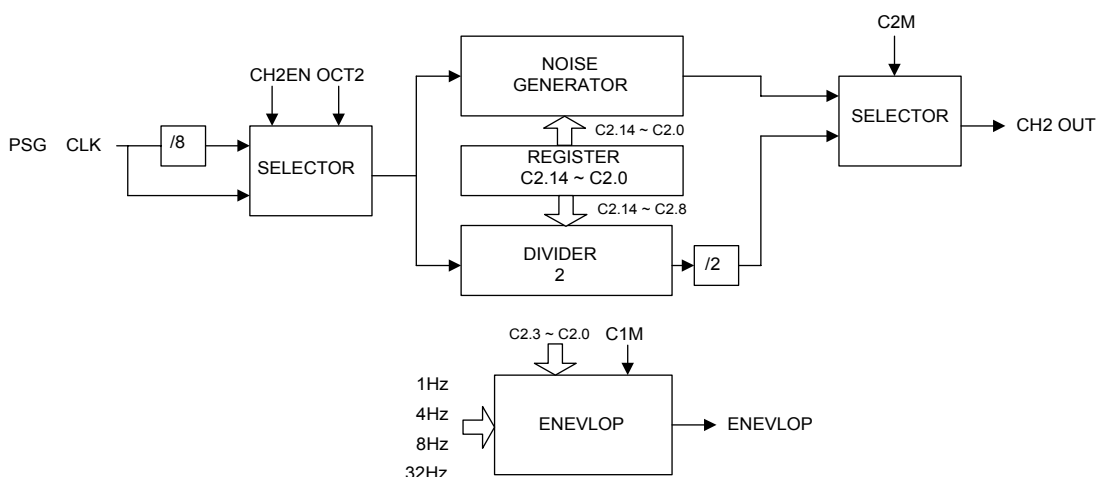 C2M
CH2EN OCT2
NOISE
GENERATOR
SELECTOR
CH2 OUT
PSG CLK
/8
SELECTOR
C2.14 ~ C2.0
REGISTER
C2.14 ~ C2.0
C2.14 ~ C2.8
DIVIDER
2
/2
C2.3 ~ C2.0
C1M
1Hz
4Hz
8Hz
32Hz
ENEVLOP
ENEVLOP